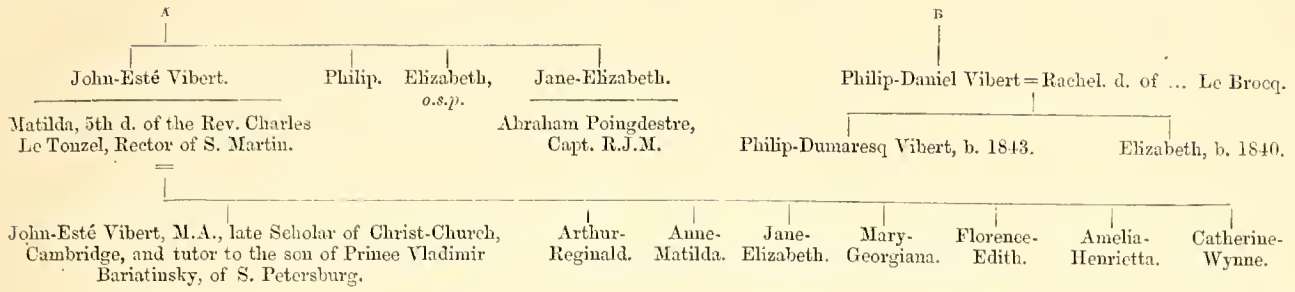 A
B
John-Esté Vibert.
Philip.
Elizabeth,
o.s.p.
Jane-Elizabeth.
Philip-Daniel Vibert = Rachel. d. of ... Le Brocq.
Matilda, 5th d. of the Rev. Charles
Le Touzel, Rector of S. Martin.
=
Abraham Poingdestre,
Capt. R.J.M.
Philip-Dumaresq Vibert, b. 1843.
Elizabeth, b. 1840.
John-Esté Vibert, M.A., late Scholar of Christ-Church,
Cambridge, and tutor to the son of Prince Vladimir
Bariatinsky, of S. Petersburg.
Arthur-
Reginald.
Anne-
Matilda.
Jane-
Elizabeth.
Mary-
Georgiana.
Florence-
Edith.
Amelia-
Henrietta.
Catherine-
Wynne.